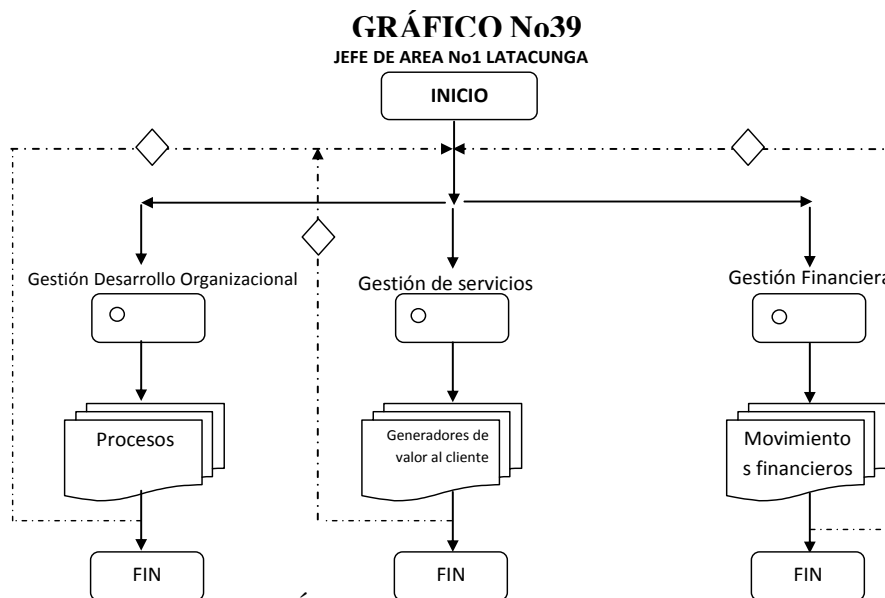 GRÁFICO No39
JEFE DE AREA No1 LATACUNGA
INICIO
Gestión Desarrollo Organizacional
Gestión de servicios
Gestión Financiera
Procesos
Generadores de
valor al cliente
Movimiento
s financieros
FIN
FIN
FIN